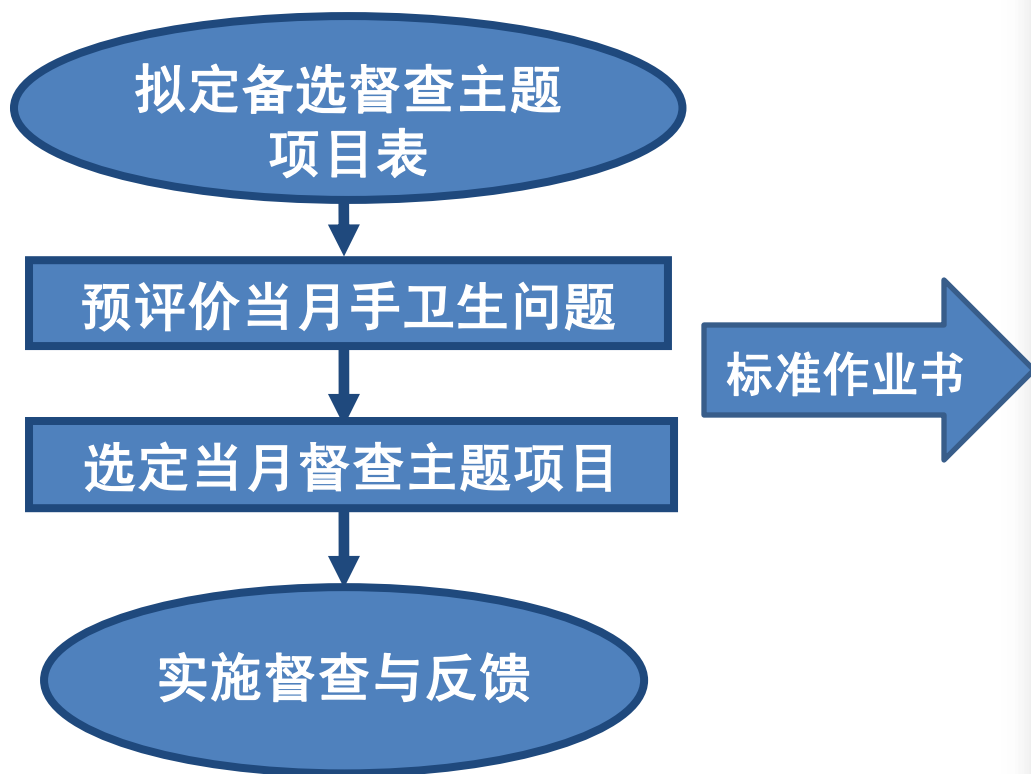 拟定备选督查主题
项目表
预评价当月手卫生问题
标准作业书
选定当月督查主题项目
实施督查与反馈